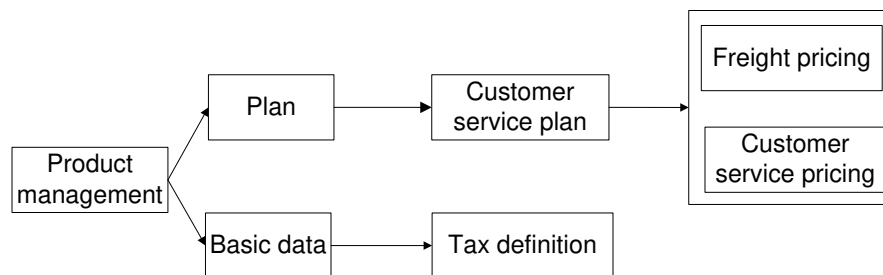 Freight pricing
Plan
Customer
service plan
Customer
service pricing
Product
management
Basic data
Tax definition